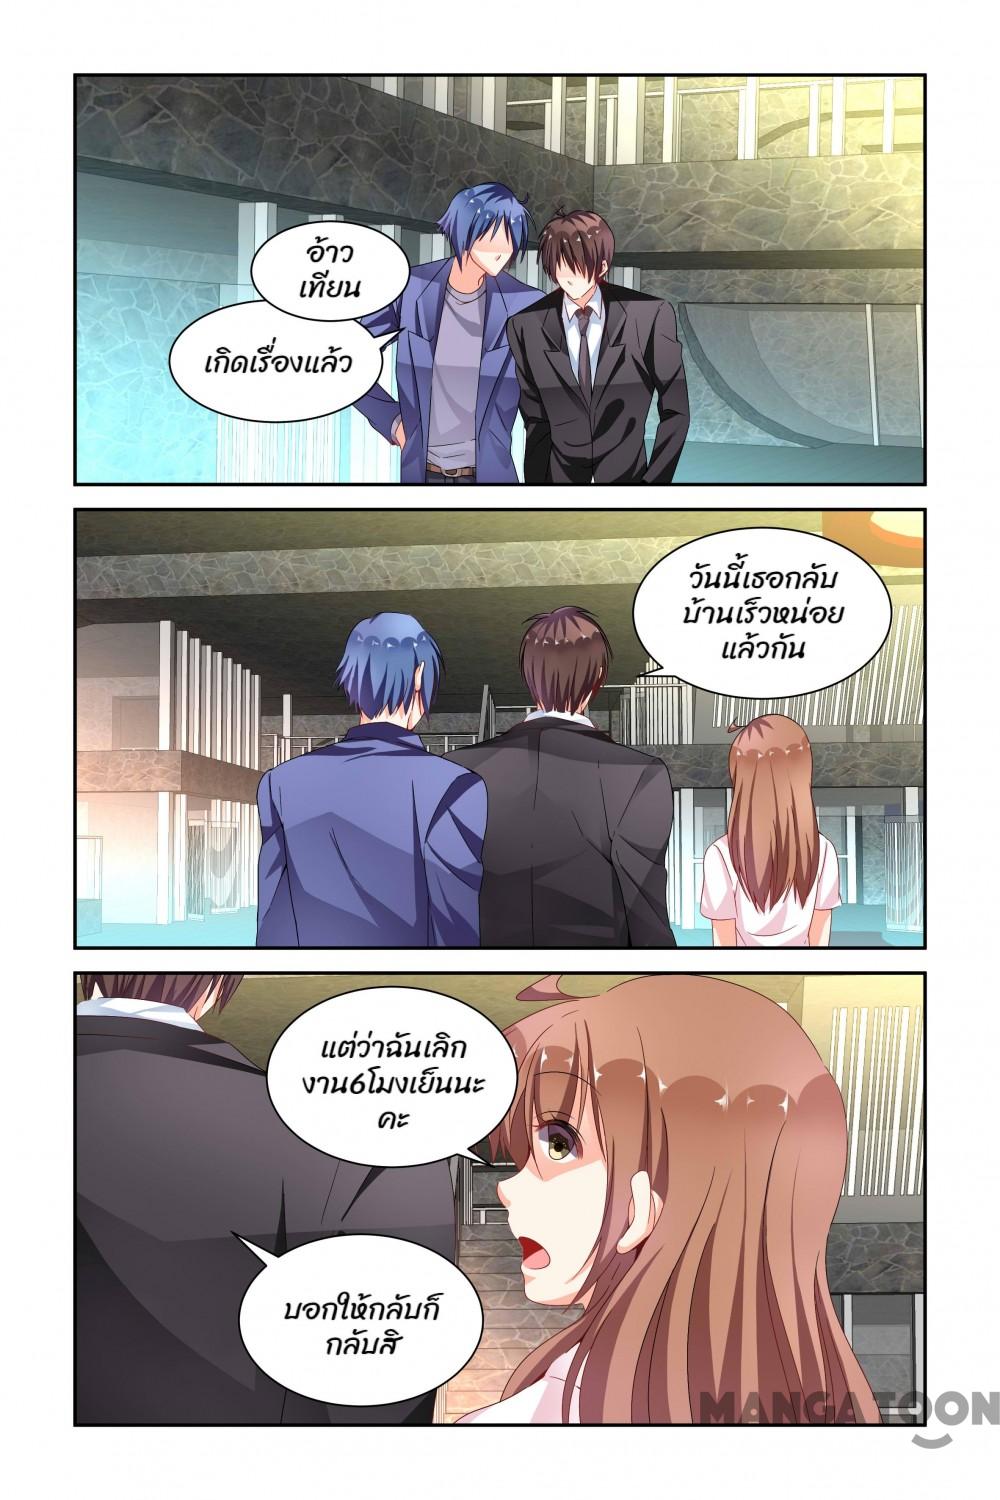 อ้าว
เทียน
เกิดเรื่องแล้ว
วันนี้เธอกลับ
บ้านเร็วหน่อย
แล้วกัน
แต่ว่าฉันเลิก
งาน6โมงเย็นนะ
คะ
บอกให้กลับก็
กลับสิ
MANGATOON